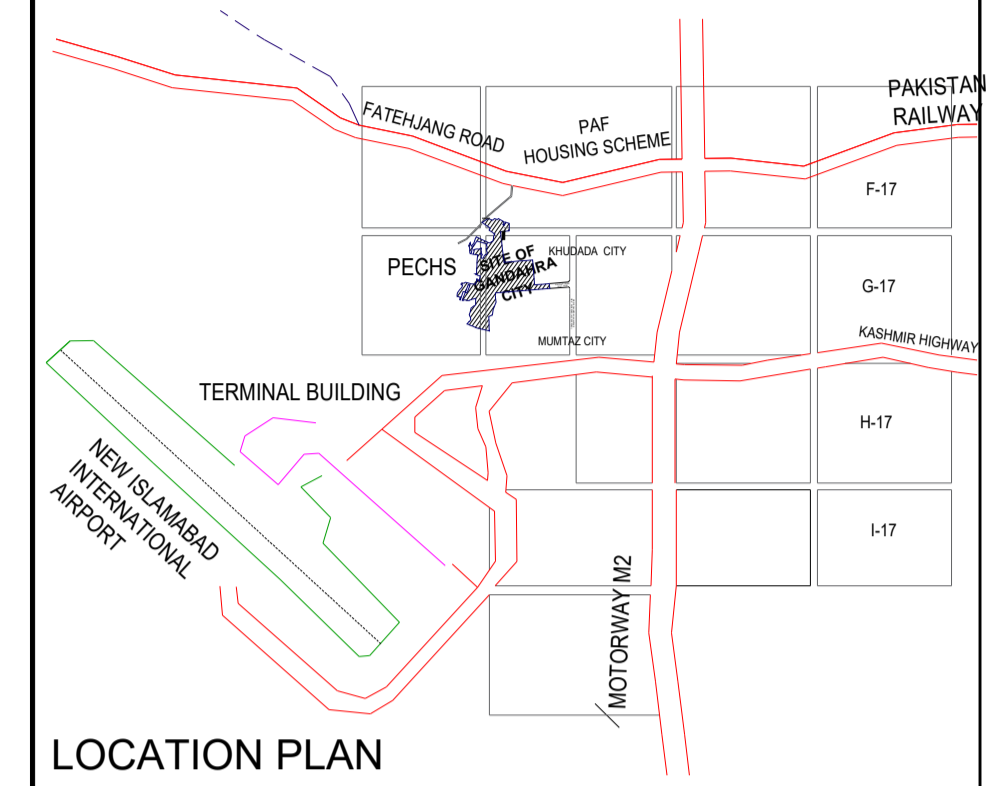 PAKISTAN
RAILWAY
FATEHJANG ROAD
PAF
HOUSING SCHEME
F-17
PECHS
SITE OF
GANDAHRA
CITY
KHUDADA CITY
G-17
MUMTAZ CITY
KASHMIR HIGHWAY
TERMINAL BUILDING
H-17
NEW ISLAMABAD
INTERNATIONAL
AIRPORT
I-17
MOTORWAY M2
LOCATION PLAN